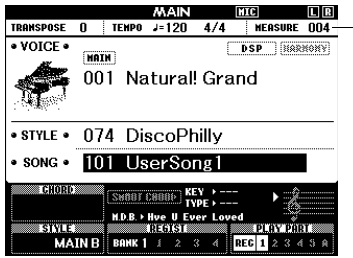 MAIN MIC L R
TRANSPOSE 0 TEMPO ♩=120 4/4 MEASURE 004
• VOICE • MAIN DSP HARMONY
001 Natural! Grand
• STYLE • 074 DiscoPhilly
• SONG • 101 UserSong1
CHORD SMART CHORD KEY ▸ ---
TYPE ▸ ---
M.D.B. ▸ Hve U Ever Loved
STYLE REGIST PLAY PART
MAIN B BANK 1 1 2 3 4 REC 1 2 3 4 5 A